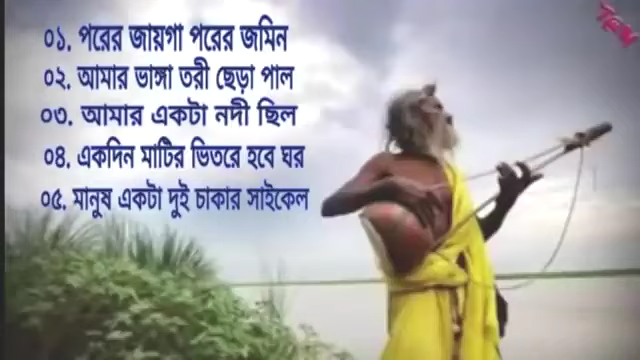 ০১. পরের জায়গা পরের জমিন
০২. আমার ভাঙ্গা তরী ছেড়া পাল
০৩. আমার একটা নদী ছিল
০৪. একদিন মাটির ভিতরে হবে ঘর
০৫. মানুষ একটা দুই চাকার সাইকেল